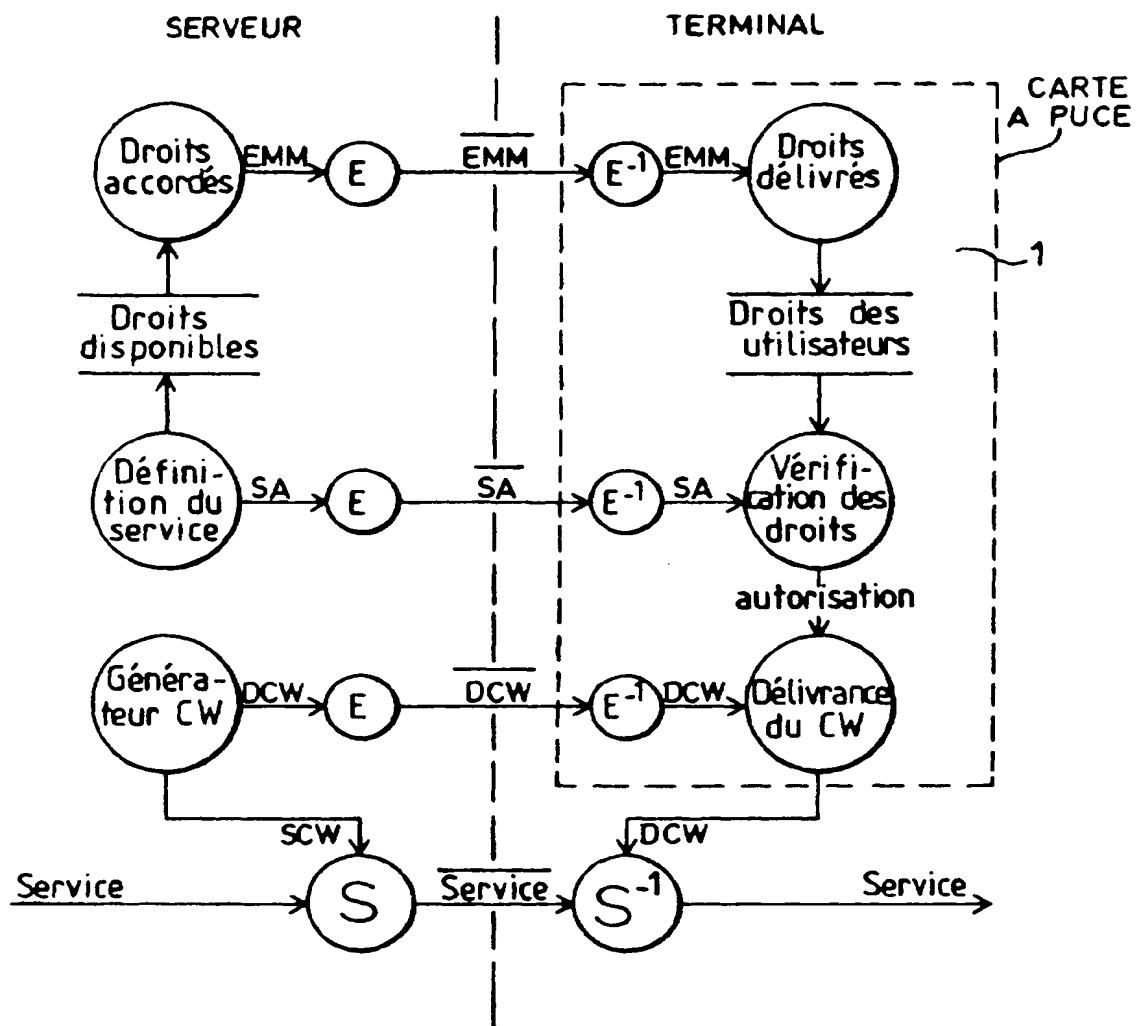 SERVEUR
TERMINAL
CARTE
A PUCE
Droits
accordés
EMM
E
EMM
E-1
EMM
Droits
délivrés
1
Droits
disponibles
Droits des
utilisateurs
Défini-
tion du
service
SA
E
SA
E-1
SA
Vérifi-
cation des
droits
autorisation
Généra-
teur CW
DCW
E
DCW
E-1
DCW
Délivrance
du CW
SCW
DCW
Service
S
Service
S-1
Service